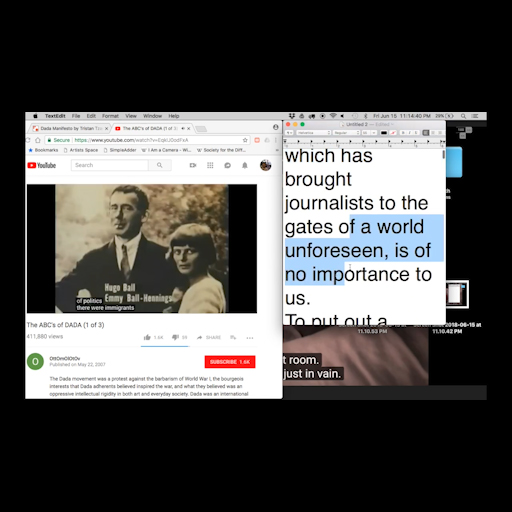 TextEdit File Edit Format View Window Help
29% Fri Jun 15 11:14:40 PM
Dada Manifesto by Tristan
The ABC's of DADA (1 of 3)
Untitled 2
Secure https://www.youtube.com/watch?v=
Helvetica Regular
Bookmarks Artists Space SimpleAdder I Am a Camera - Wi... Society for the Diff...
YouTube Search
which has
brought
journalists to the
gates of a world
unforeseen, is of
no importance to
us.
To put out a
Hugo Ball
Emmy Ball-Hennings
of politics
there were immigrants
The ABC's of DADA (1 of 3)
411,880 views
1.6K 59 SHARE
OttOmOlOtOv
Published on May 22, 2007
SUBSCRIBE 1.6K
The Dada movement was a protest against the barbarism of World War I, the bourgeois
interests that Dada adherents believed inspired the war, and what they believed was an
oppressive intellectual rigidity in both art and everyday society. Dada was an international
11.10.53 PM
2018-06-15 at
11.10.42 PM
t room.
just in vain.